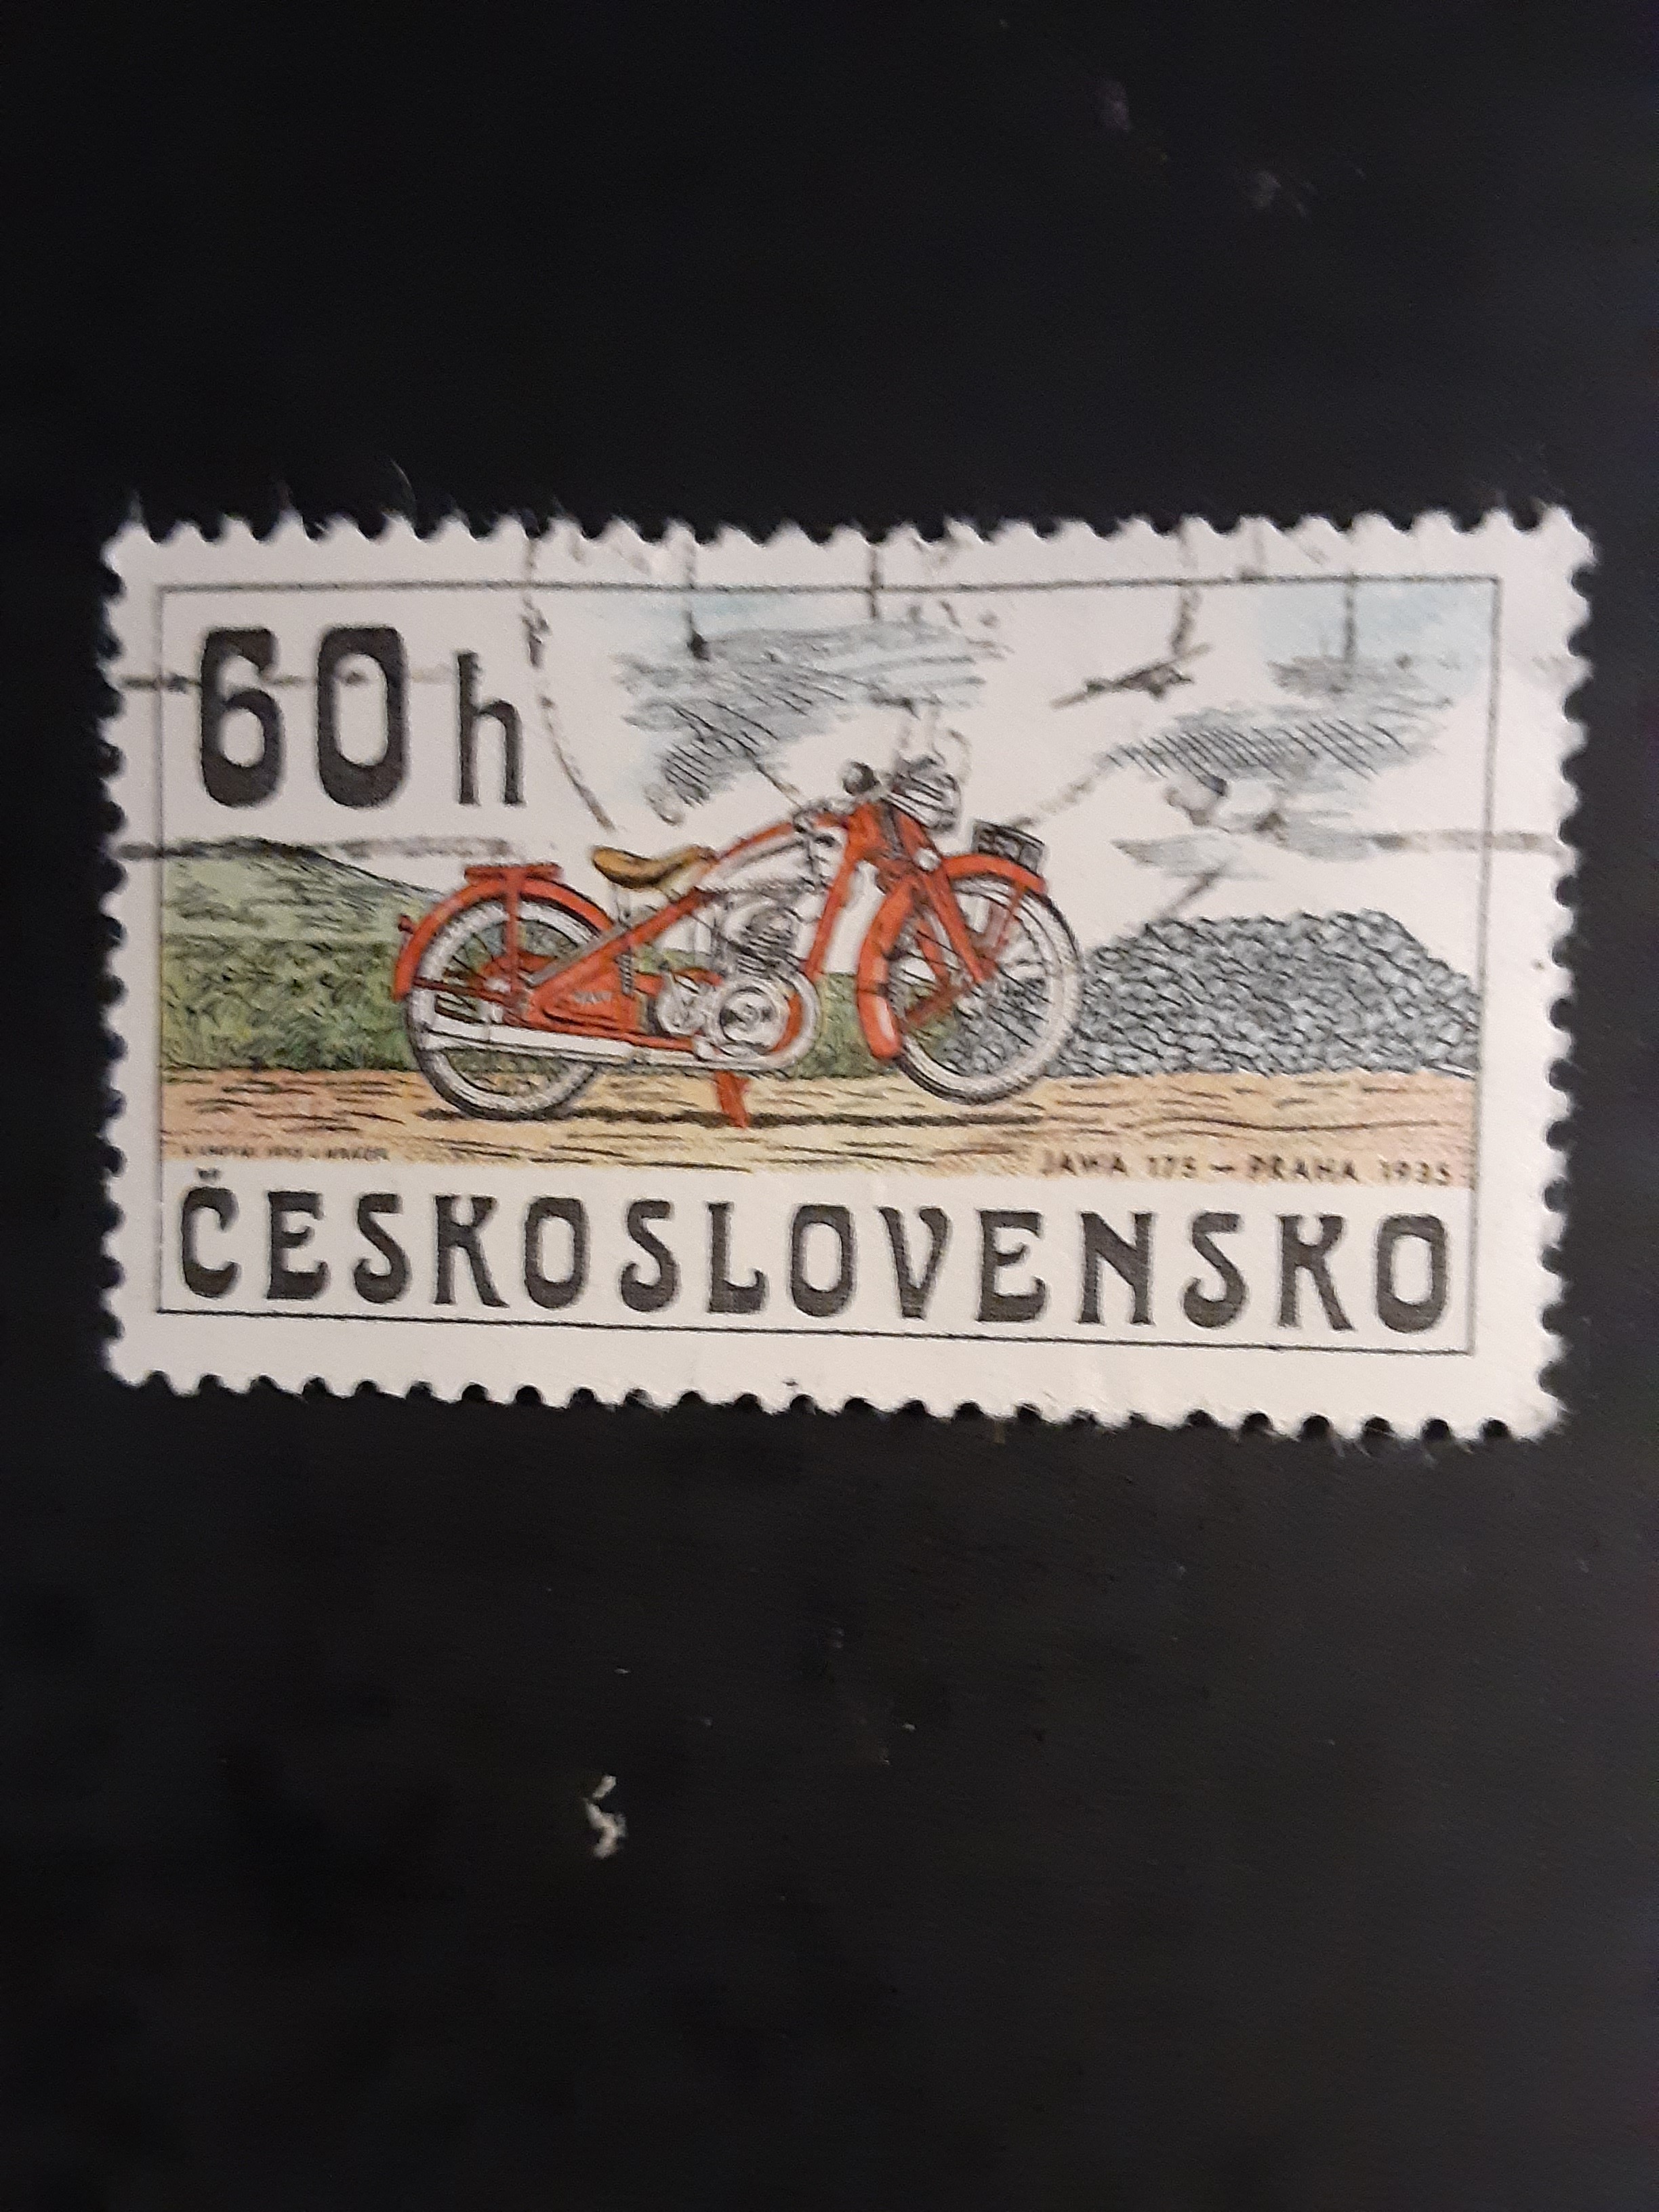 60 h
JAWA 175 — PRAHA 1935
ČESKOSLOVENSKO